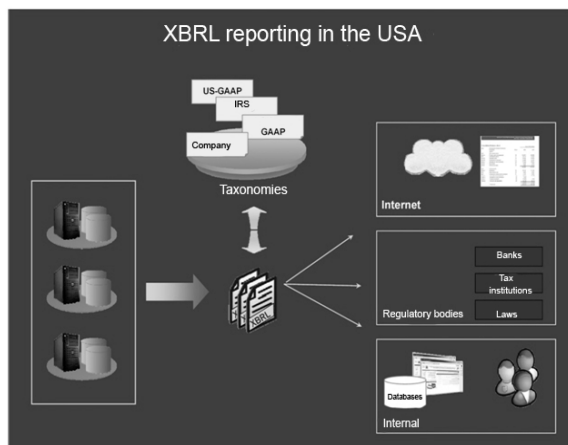 XBRL reporting in the USA
US-GAAP
IRS
GAAP
Company
Taxonomies
XBRL
Internet
Banks
Tax
institutions
Laws
Regulatory bodies
Databases
Internal